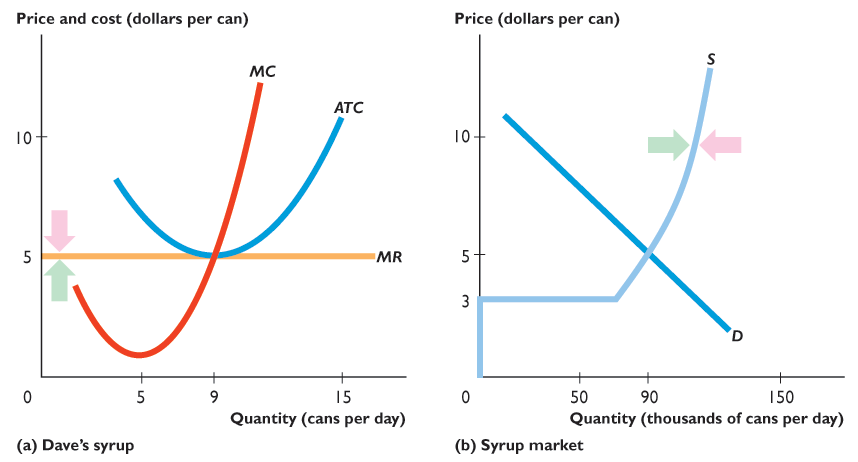 Price and cost (dollars per can)
MC
ATC
10
5
MR
0
5
9
15
Quantity (cans per day)
(a) Dave's syrup
Price (dollars per can)
S
10
5
3
D
0
50
90
150
Quantity (thousands of cans per day)
(b) Syrup market